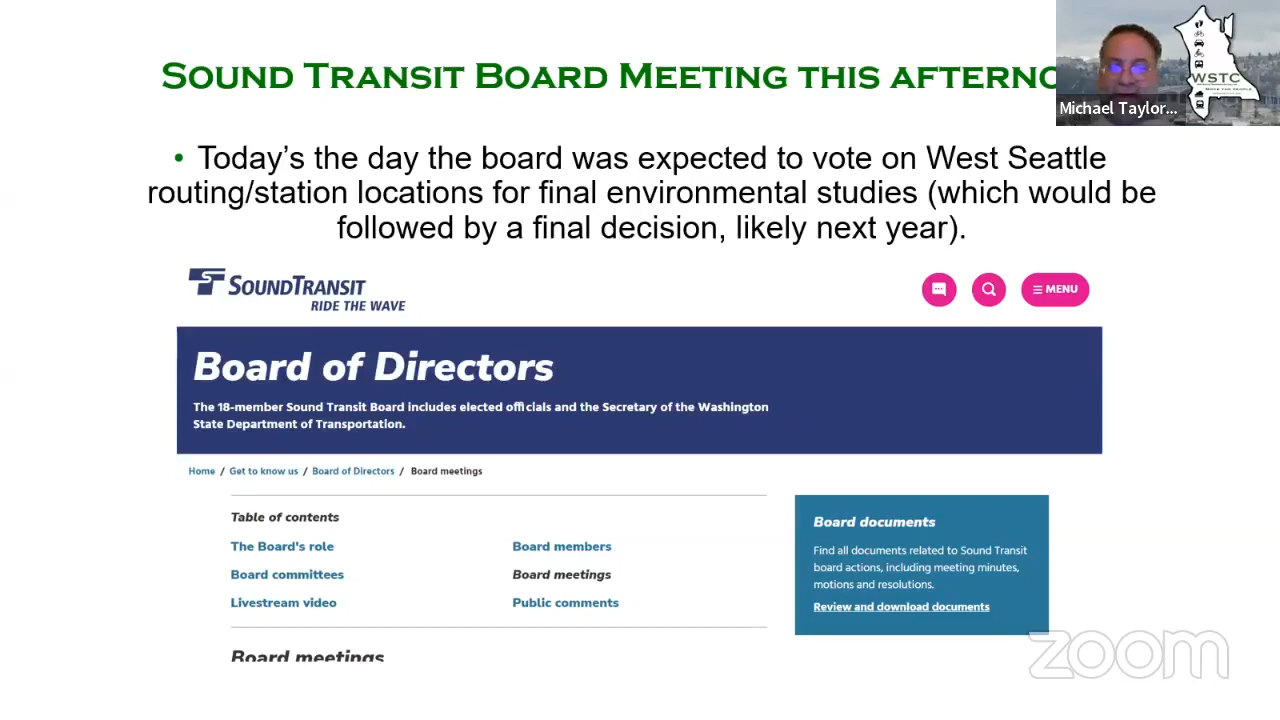 SOUND TRANSIT BOARD MEETING THIS AFTERNO
WSTC
Michael Taylor...
• Today's the day the board was expected to vote on West Seattle
routing/station locations for final environmental studies (which would be
followed by a final decision, likely next year).
SOUNDTRANSIT
RIDE THE WAVE
☰ MENU
Board of Directors
The 18-member Sound Transit Board includes elected officials and the Secretary of the Washington
State Department of Transportation.
Home / Get to know us / Board of Directors / Board meetings
Table of contents
The Board's role
Board members
Board committees
Board meetings
Livestream video
Public comments
Board documents
Find all documents related to Sound Transit
board actions, including meeting minutes,
motions and resolutions.
Review and download documents
Board meetings
zoom